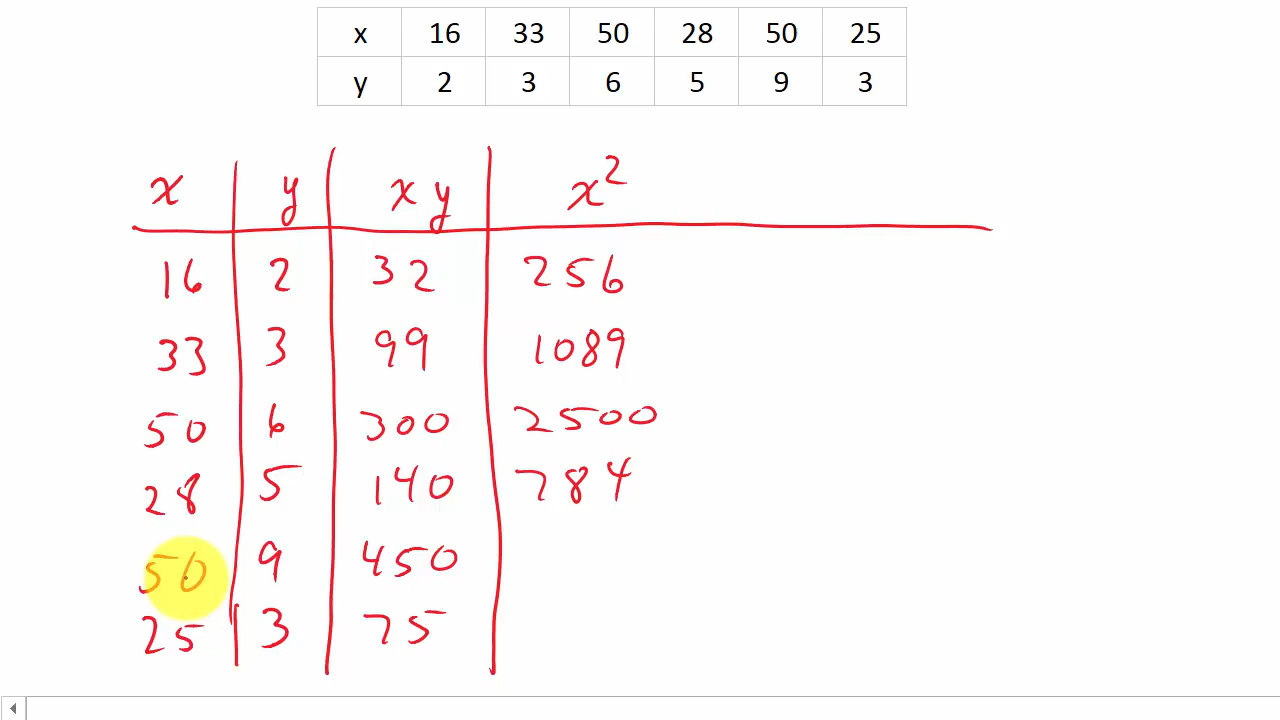 x 16 33 50 28 50 25
y 2 3 6 5 9 3
x y xy x²
16 2 32 256
33 3 99 1089
50 6 300 2500
28 5 140 784
50 9 450
25 3 75